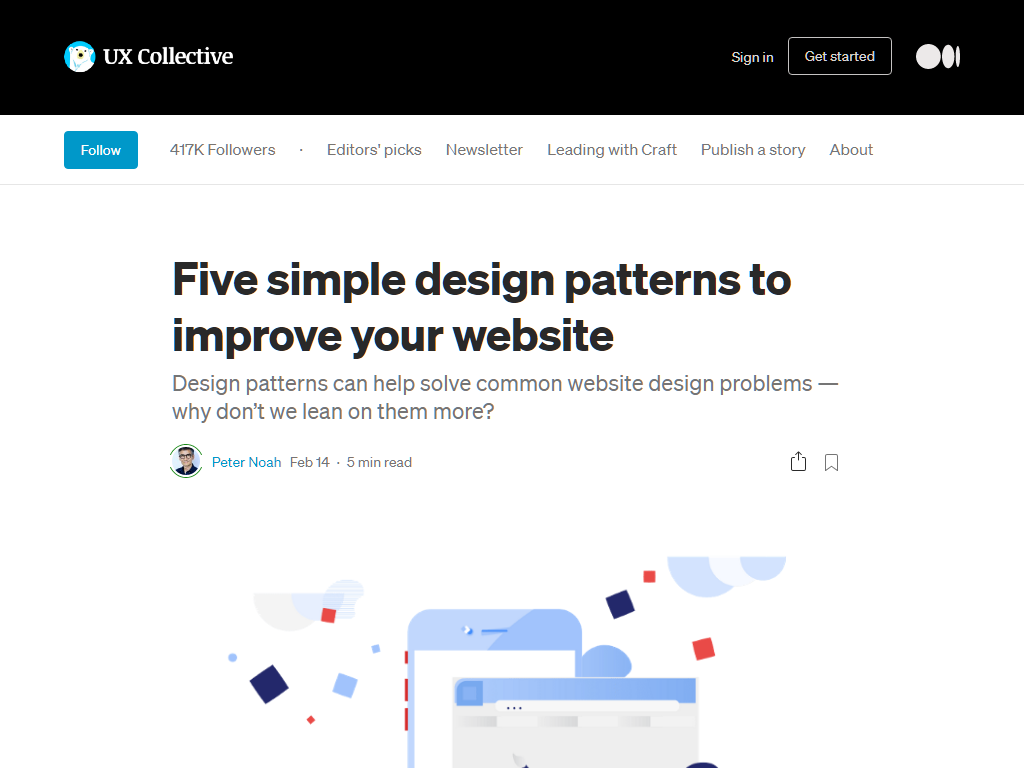 UX Collective
Sign in
Get started
Follow
417K Followers · Editors' picks Newsletter Leading with Craft Publish a story About
Five simple design patterns to
improve your website
Design patterns can help solve common website design problems —
why don’t we lean on them more?
Peter Noah Feb 14 · 5 min read